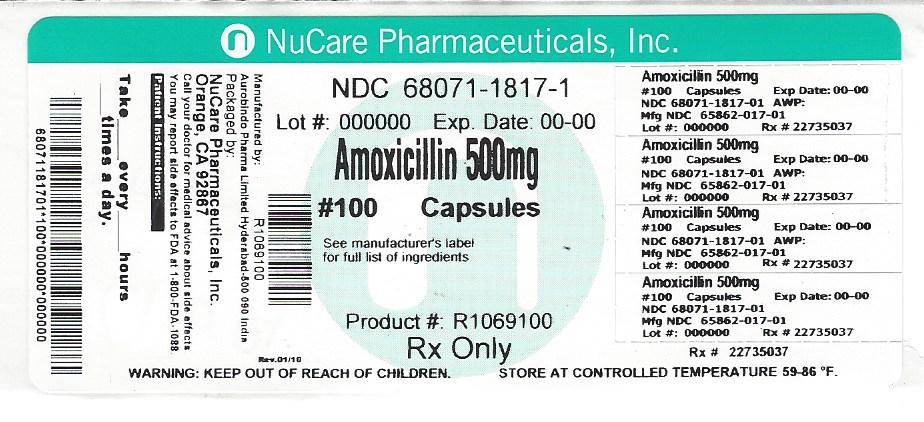 n NuCare Pharmaceuticals, Inc.
680711181701*100*000000*000000
Take ___ every ___ hours
___ times a day.
Patient Instructions:
You may report side effects to FDA at 1-800-FDA-1088
Call your doctor for medical advice about side effects
Orange, CA 92867
NuCare Pharmaceuticals, Inc.
Packaged by:
Aurobindo Pharma Limited Hyderabad-500 090 India
Manufactured by:
R1069100
Rev.01/10
NDC 68071-1817-1
Lot #: 000000 Exp. Date: 00-00
Amoxicillin 500mg
#100 Capsules
See manufacturer's label
for full list of ingredients
Product #: R1069100
Rx Only
Amoxicillin 500mg
#100 Capsules Exp Date: 00-00
NDC 68071-1817-01 AWP:
Mfg NDC 65862-017-01
Lot #: 000000 Rx # 22735037
Amoxicillin 500mg
#100 Capsules Exp Date: 00-00
NDC 68071-1817-01 AWP:
Mfg NDC 65862-017-01
Lot #: 000000 Rx # 22735037
Amoxicillin 500mg
#100 Capsules Exp Date: 00-00
NDC 68071-1817-01 AWP:
Mfg NDC 65862-017-01
Lot #: 000000 Rx # 22735037
Amoxicillin 500mg
#100 Capsules Exp Date: 00-00
NDC 68071-1817-01
Mfg NDC 65862-017-01
Lot #: 000000 Rx # 22735037
Rx # 22735037
WARNING: KEEP OUT OF REACH OF CHILDREN. STORE AT CONTROLLED TEMPERATURE 59-86 °F.